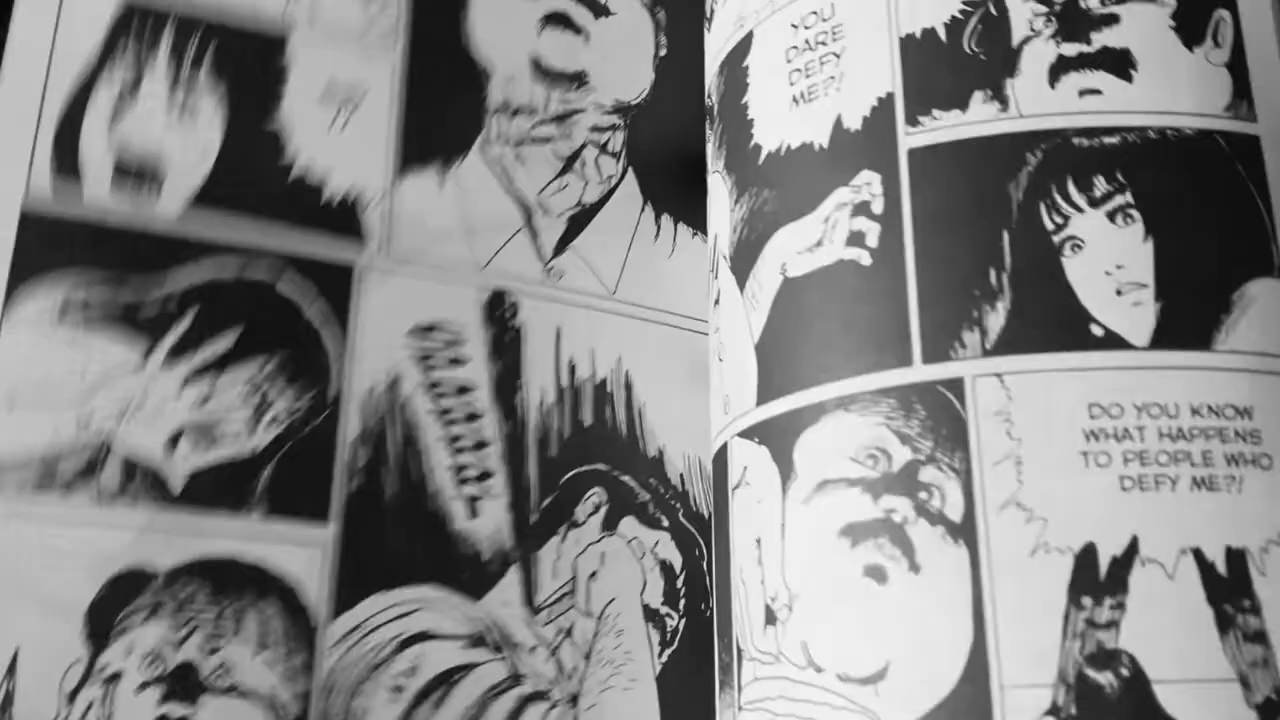 YOU
DARE
DEFY
ME?!
DO YOU KNOW
WHAT HAPPENS
TO PEOPLE WHO
DEFY ME?!